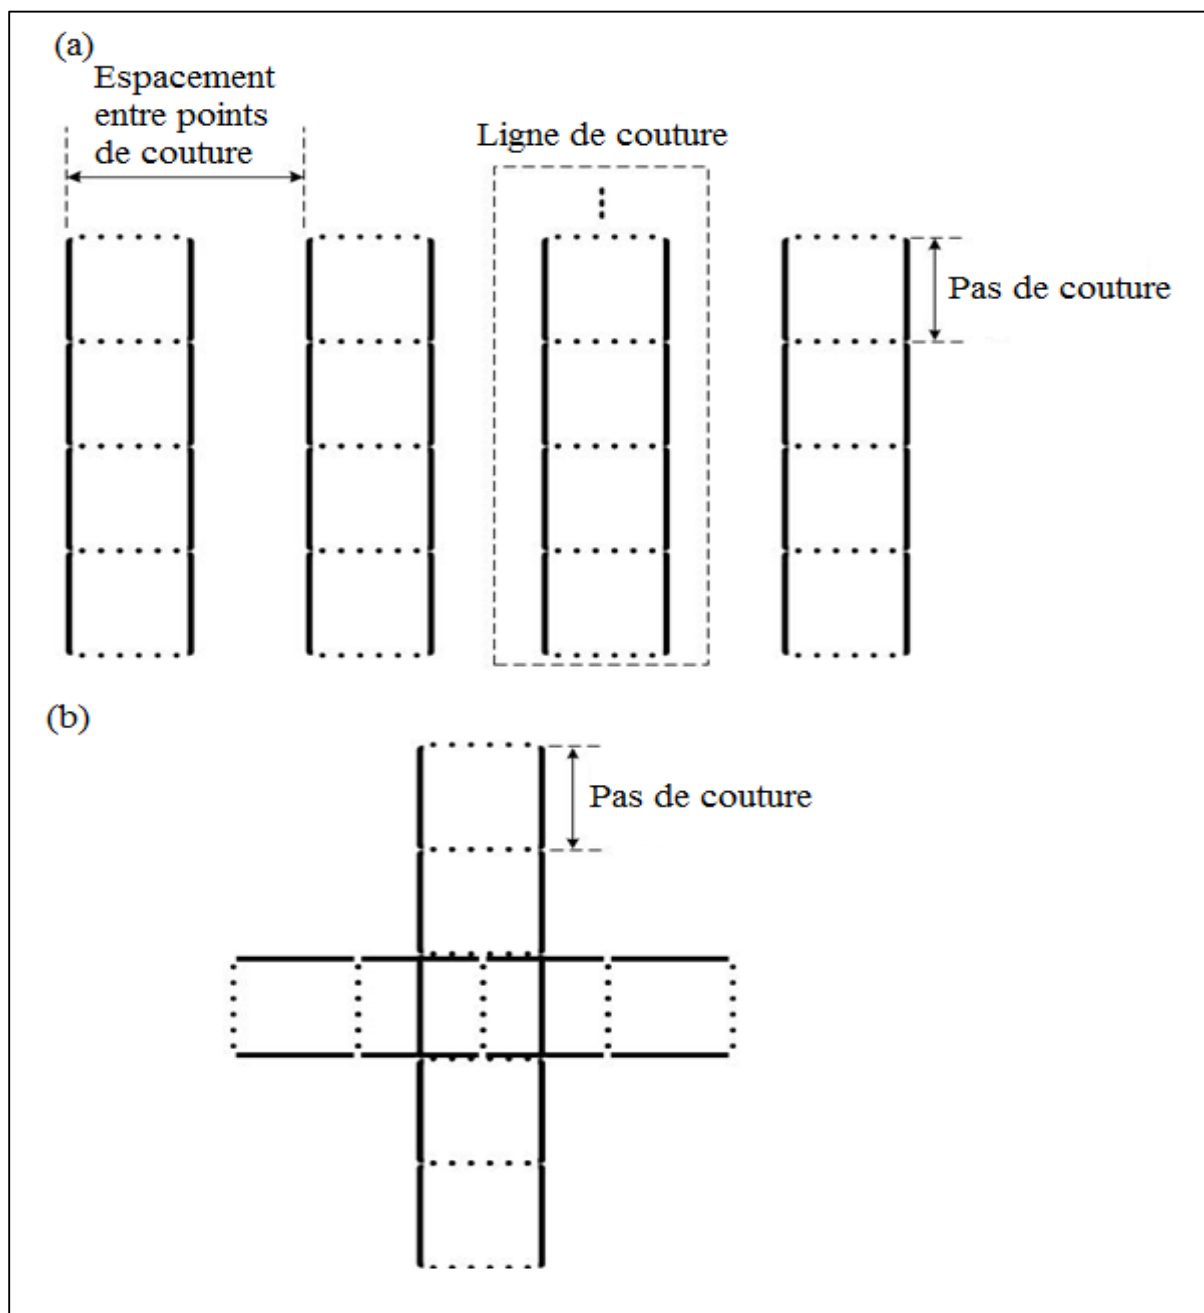 (a)
Espacement
entre points
de couture
Ligne de couture
Pas de couture
(b)
Pas de couture